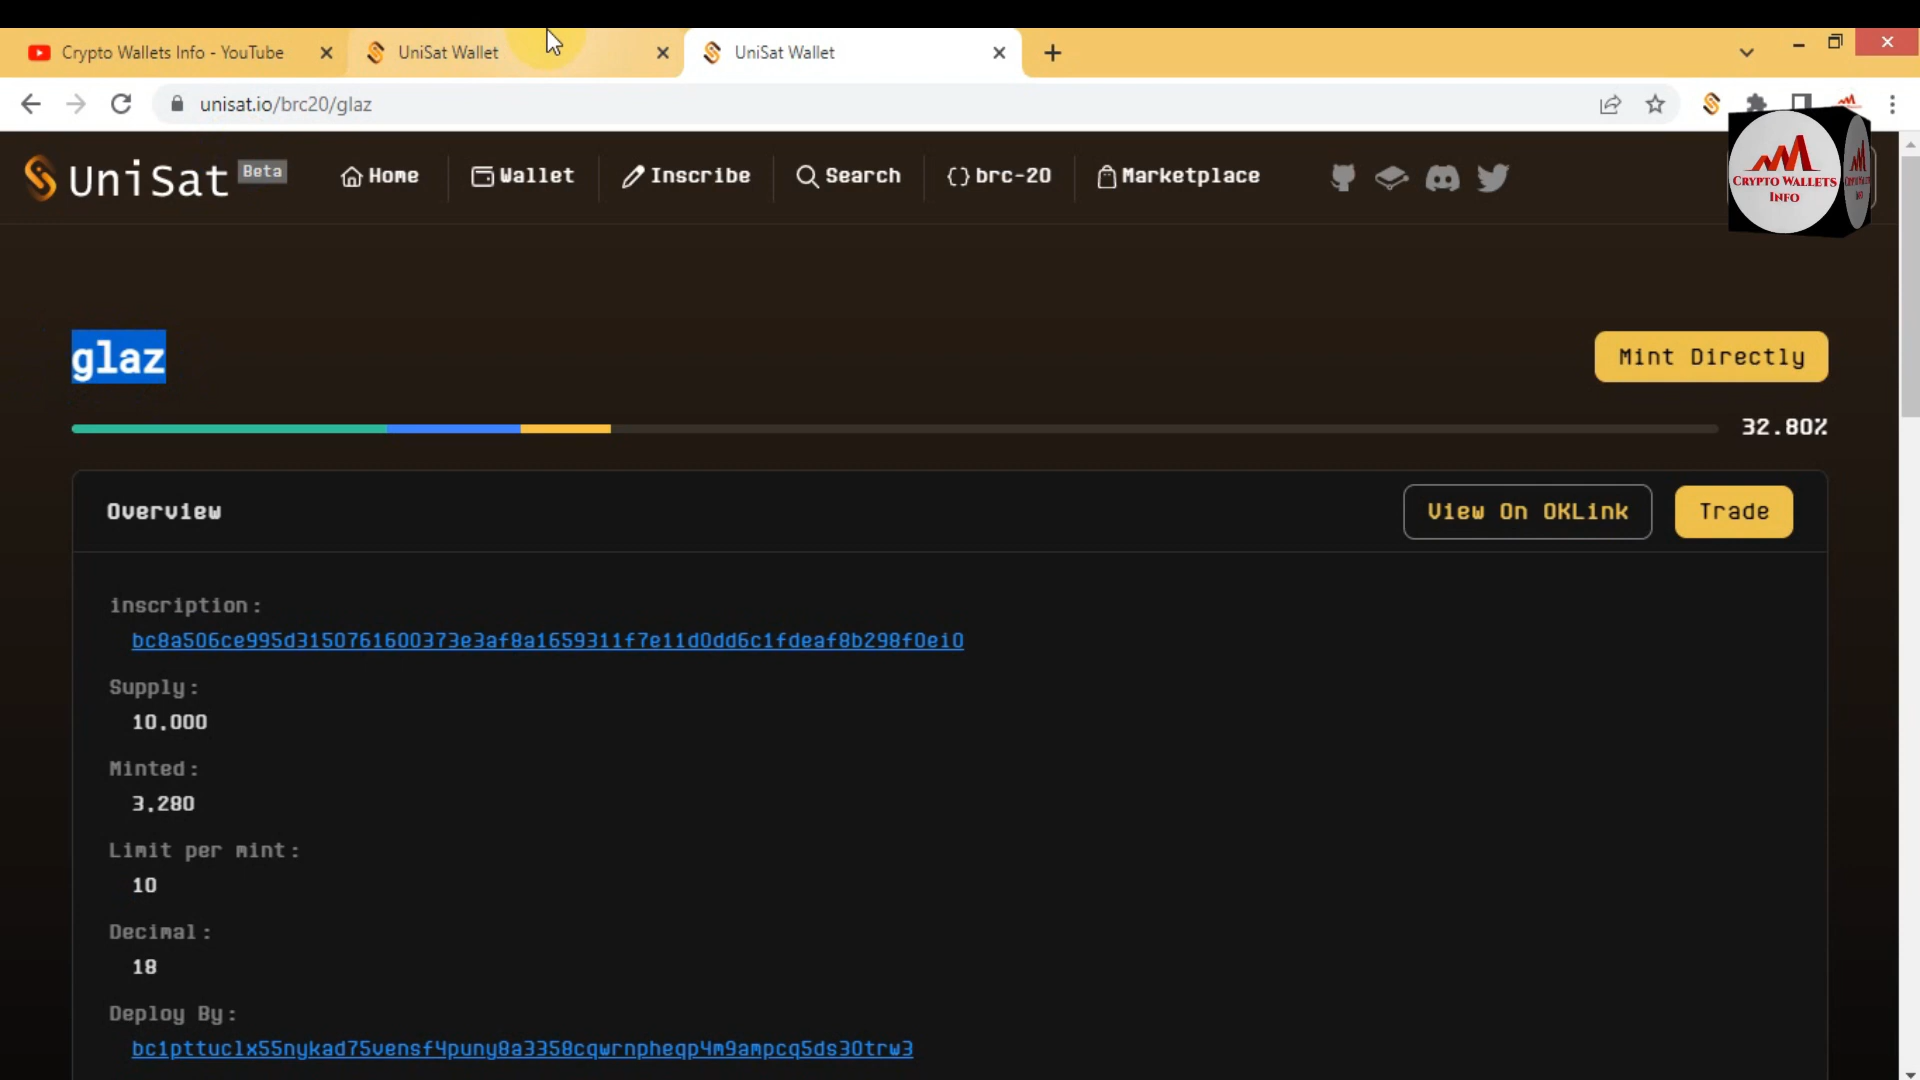 Crypto Wallets Info - YouTube
UniSat Wallet
UniSat Wallet
unisat.io/brc20/glaz
UniSat Beta
Home
Wallet
Inscribe
Search
brc-20
Marketplace
CRYPTO WALLETS
INFO
glaz
Mint Directly
32.80%
Overview
View On OKLink
Trade
inscription:
bc8a506ce995d3150761600373e3af8a1659311f7e11d0dd6c1fdeaf8b298f0ei0
Supply:
10,000
Minted:
3,280
Limit per mint:
10
Decimal:
18
Deploy By:
bc1pttuclx55nykad75vensf4puny8a3358cqwrnpheqp4m9ampcq5ds30trw3